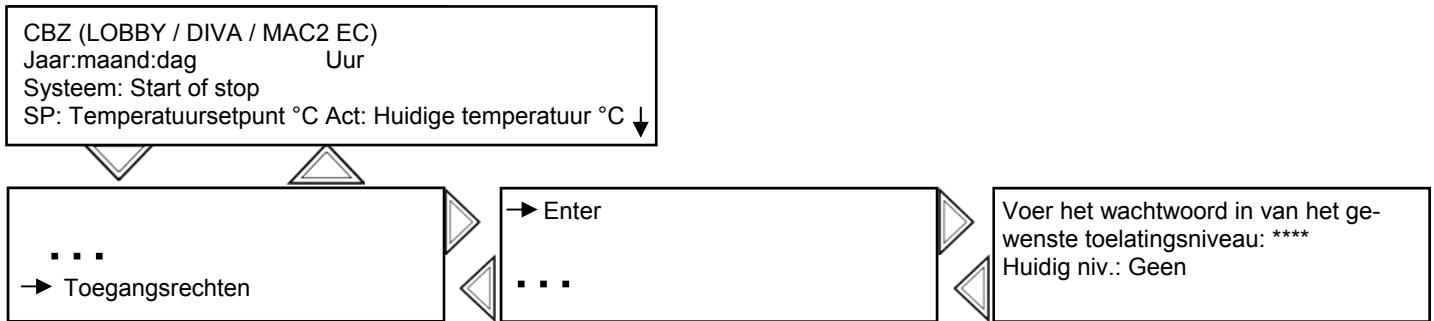 CBZ (LOBBY / DIVA / MAC2 EC)
Jaar:maand:dag Uur
Systeem: Start of stop
SP: Temperatuursetpunt °C Act: Huidige temperatuur °C
...
Toegangsrechten
Enter
...
Voer het wachtwoord in van het ge-
wenste toelatingsniveau: ****
Huidig niv.: Geen